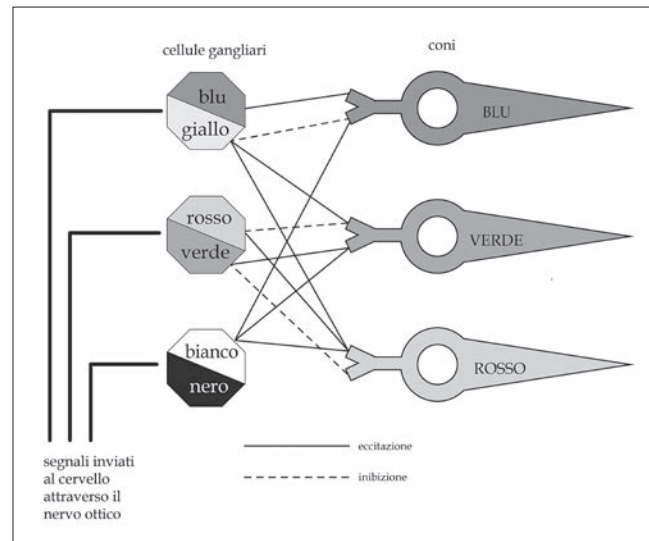 cellule gangliari
coni
blu
giallo
BLU
rosso
verde
VERDE
bianco
nero
ROSSO
eccitazione
inibizione
segnali inviati
al cervello
attraverso il
nervo ottico